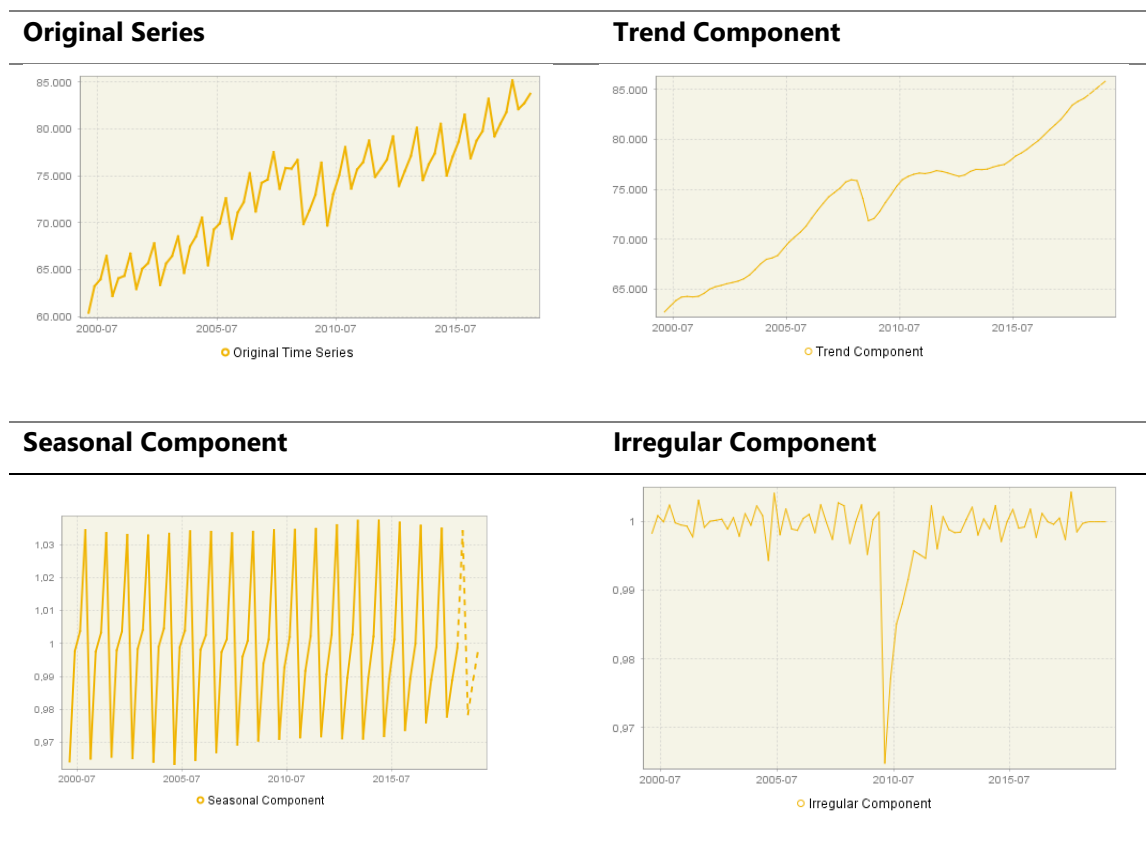 Original Series
Trend Component
85.000
80.000
75.000
70.000
65.000
60.000
2000-07 2005-07 2010-07 2015-07
Original Time Series
85.000
80.000
75.000
70.000
65.000
2000-07 2005-07 2010-07 2015-07
Trend Component
Seasonal Component
Irregular Component
1,03
1,02
1,01
1
0,99
0,98
0,97
2000-07 2005-07 2010-07 2015-07
Seasonal Component
1
0,99
0,98
0,97
2000-07 2005-07 2010-07 2015-07
Irregular Component